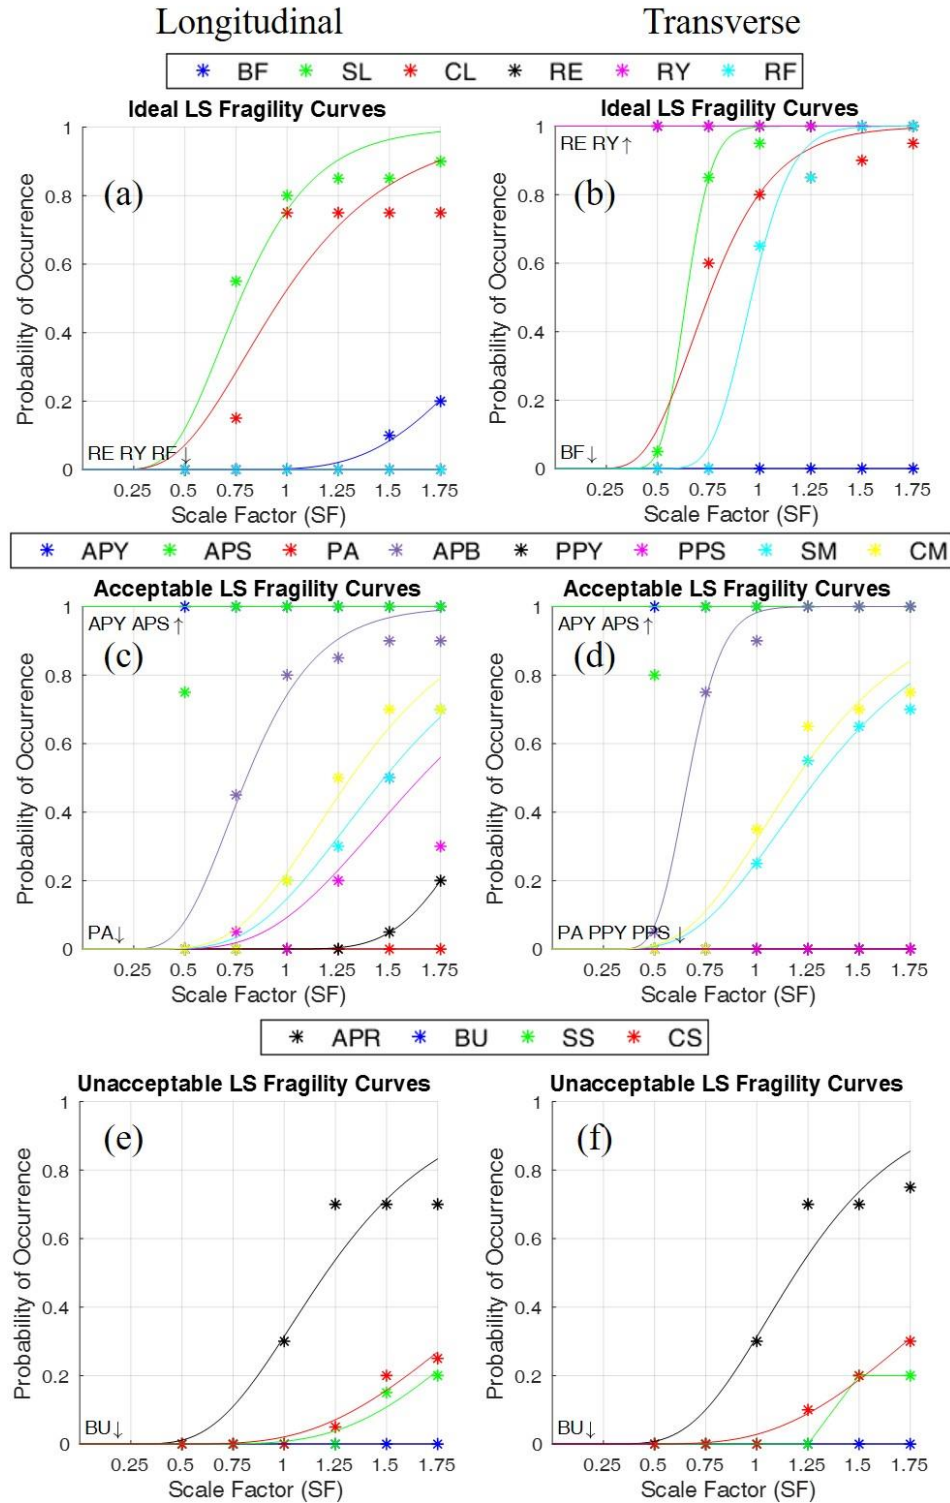 Longitudinal Transverse
BF SL CL RE RY RF
Ideal LS Fragility Curves Ideal LS Fragility Curves
(a) (b)
Probability of Occurrence Probability of Occurrence
1 0.8 0.6 0.4 0.2 0
1 0.8 0.6 0.4 0.2 0
RE RY RF↓
RE RY↑
BF↓
0.25 0.5 0.75 1 1.25 1.5 1.75
0.25 0.5 0.75 1 1.25 1.5 1.75
Scale Factor (SF) Scale Factor (SF)
APY APS PA APB PPY PPS SM CM
Acceptable LS Fragility Curves Acceptable LS Fragility Curves
(c) (d)
Probability of Occurrence Probability of Occurrence
1 0.8 0.6 0.4 0.2 0
1 0.8 0.6 0.4 0.2 0
APY APS↑
PA↓
APY APS↑
PA PPY PPS↓
0.25 0.5 0.75 1 1.25 1.5 1.75
0.25 0.5 0.75 1 1.25 1.5 1.75
Scale Factor (SF) Scale Factor (SF)
APR BU SS CS
Unacceptable LS Fragility Curves Unacceptable LS Fragility Curves
(e) (f)
Probability of Occurrence Probability of Occurrence
1 0.8 0.6 0.4 0.2 0
1 0.8 0.6 0.4 0.2 0
BU↓
BU↓
0.25 0.5 0.75 1 1.25 1.5 1.75
0.25 0.5 0.75 1 1.25 1.5 1.75
Scale Factor (SF) Scale Factor (SF)